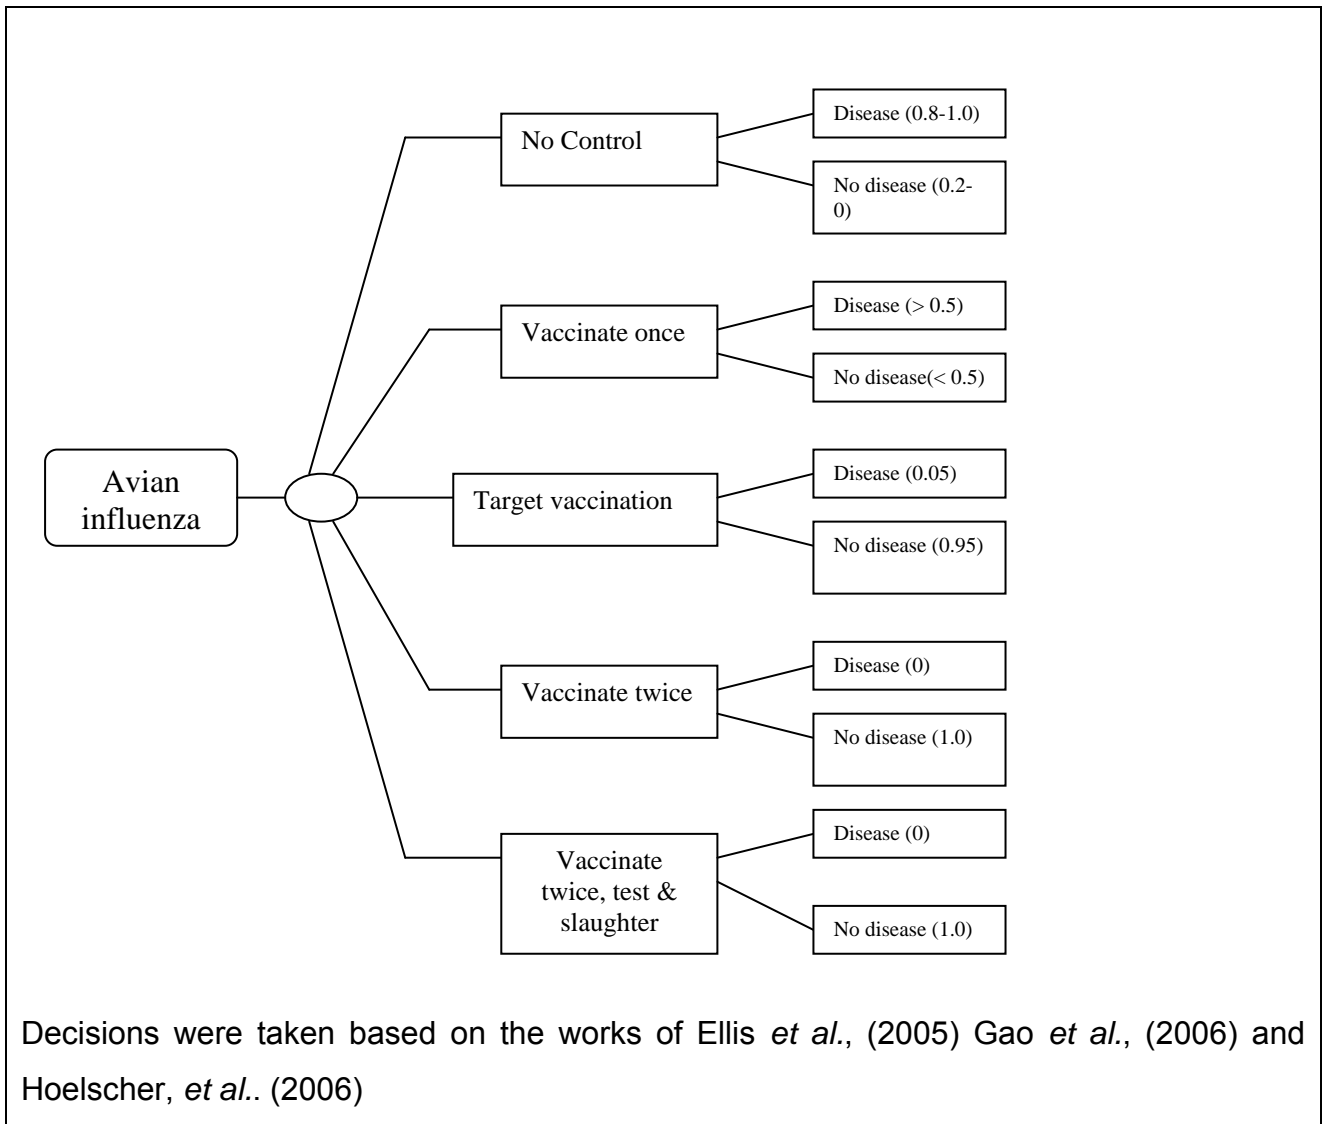 Disease (0.8-1.0)
No Control
No disease (0.2-
0)
Disease (> 0.5)
Vaccinate once
No disease(< 0.5)
Avian
influenza
Disease (0.05)
Target vaccination
No disease (0.95)
Disease (0)
Vaccinate twice
No disease (1.0)
Disease (0)
Vaccinate
twice, test &
slaughter
No disease (1.0)
Decisions were taken based on the works of Ellis et al., (2005) Gao et al., (2006) and
Hoelscher, et al.. (2006)